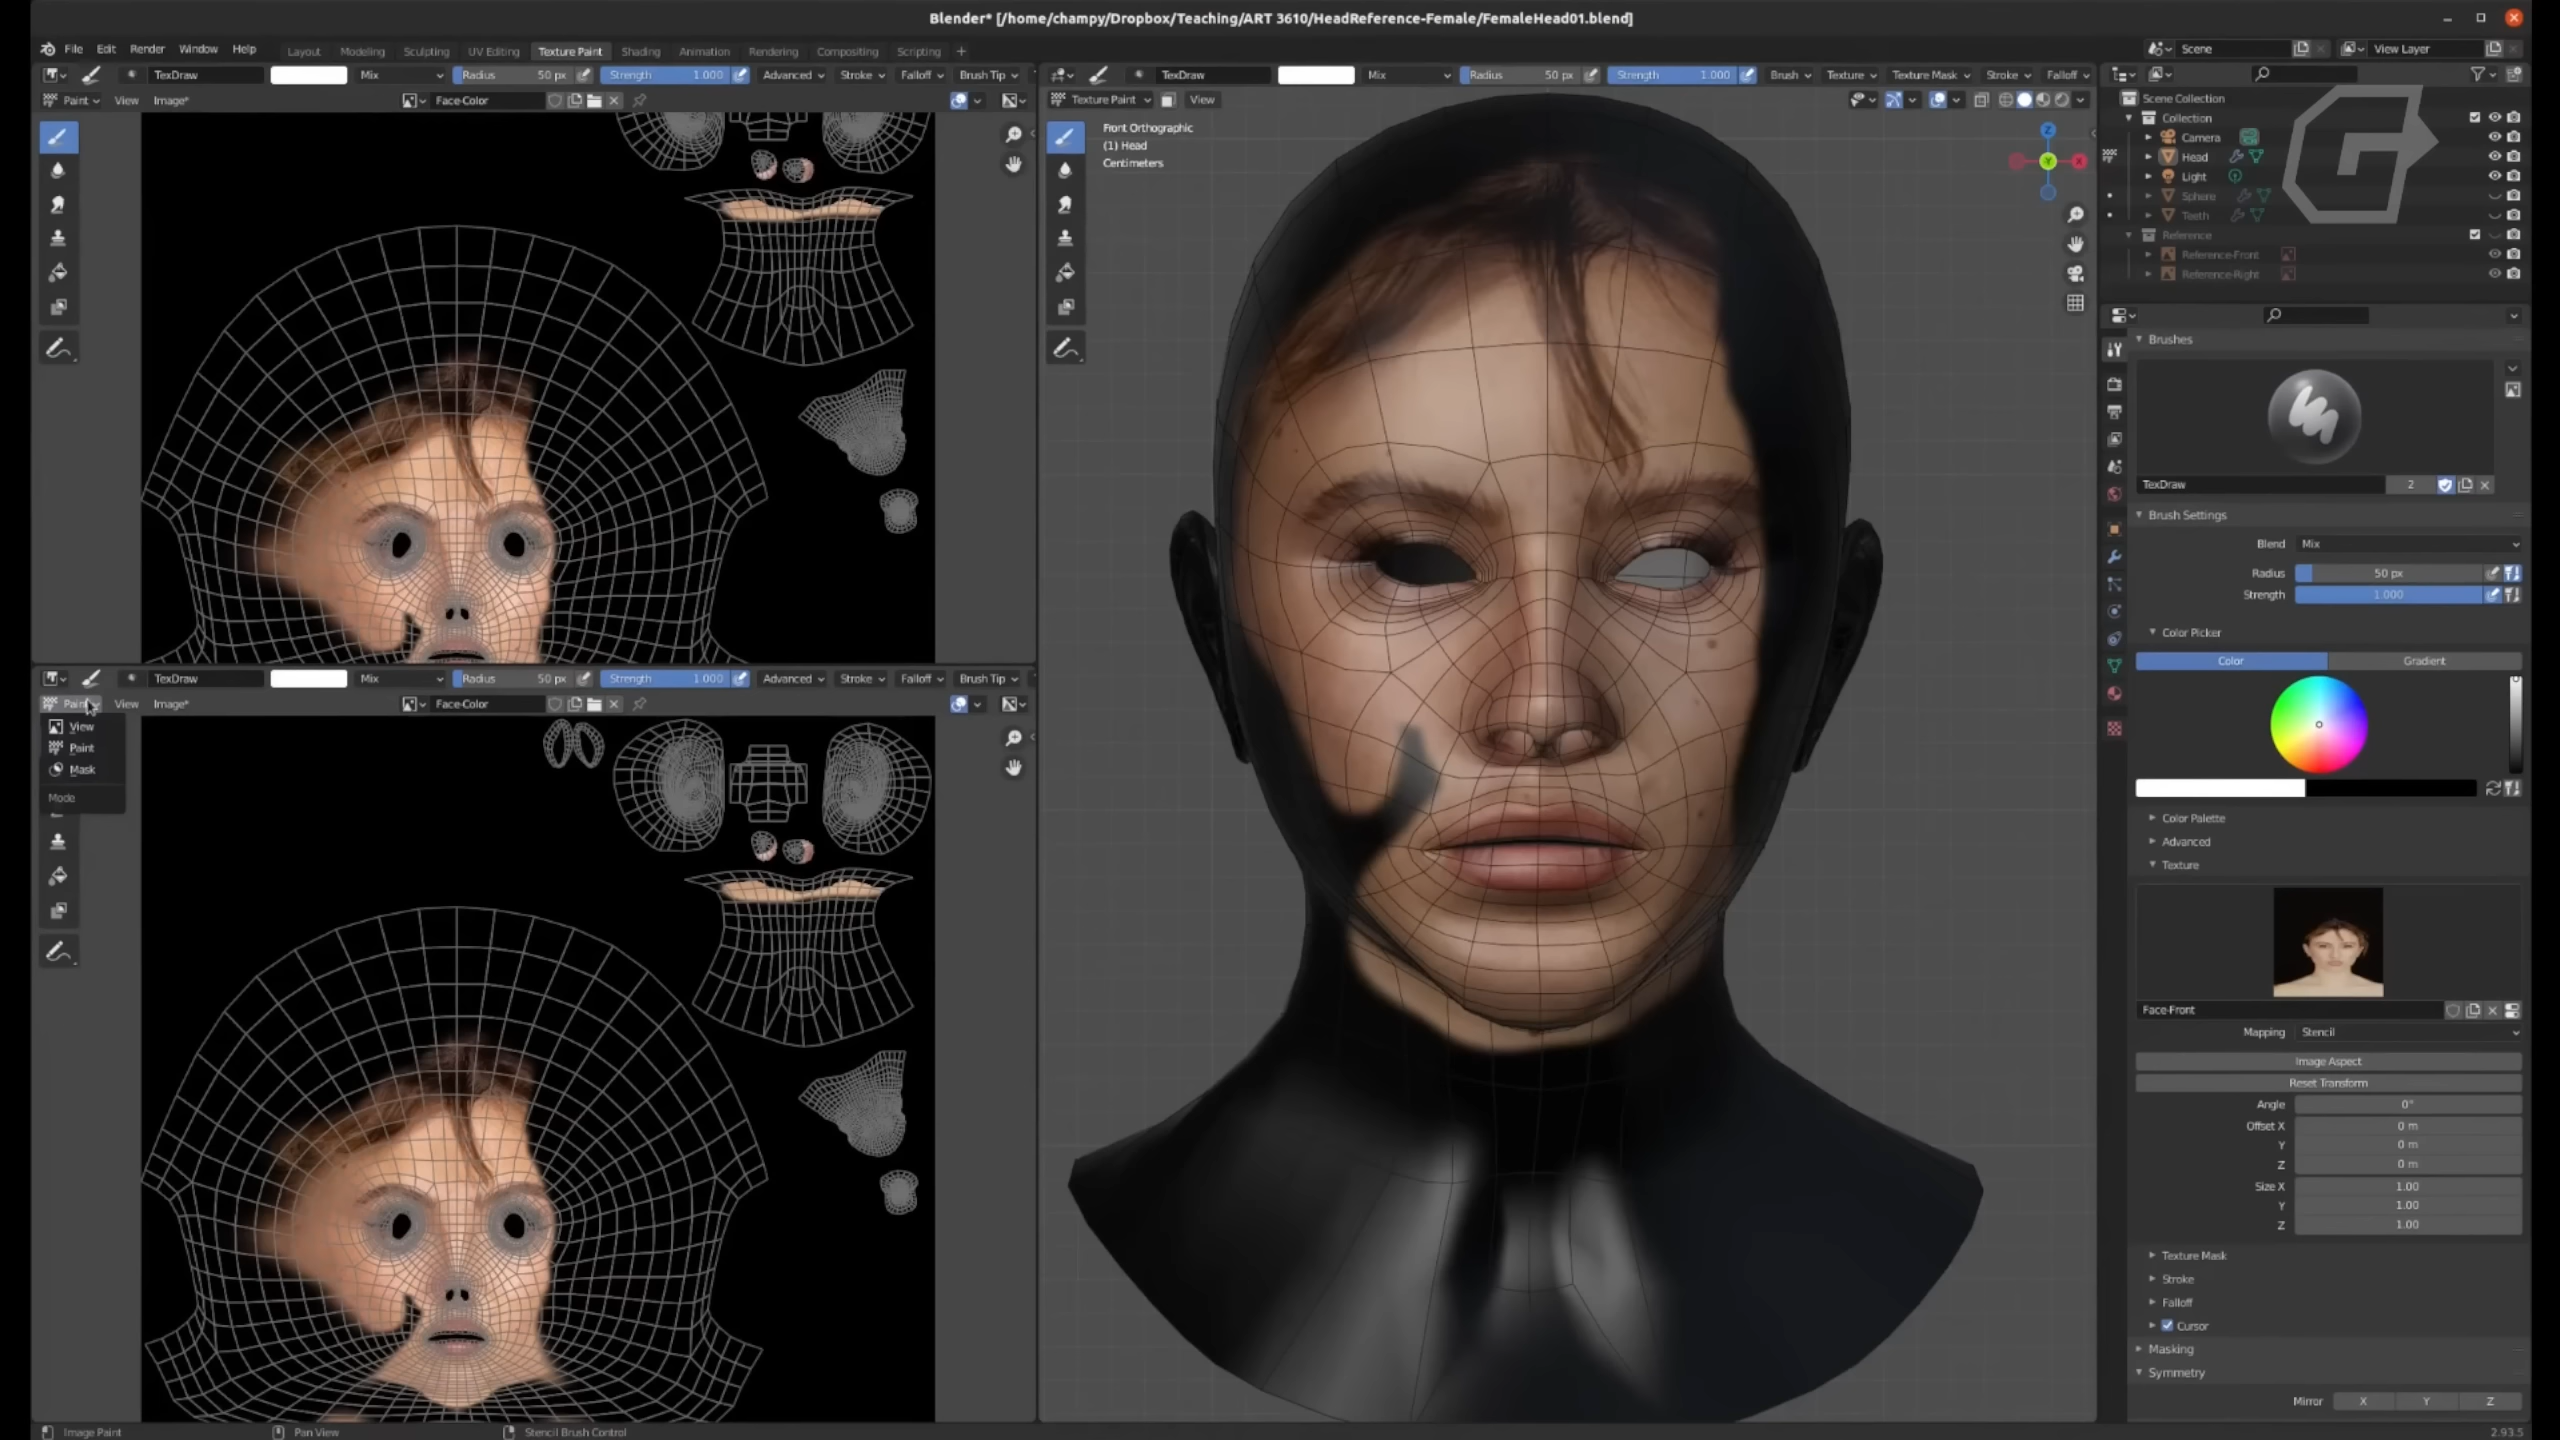 Blender* [/home/champy/Dropbox/Teaching/ART 3610/HeadReference-Female/FemaleHead01.blend]
File Edit Render Window Help Layout Modeling Sculpting UV Editing Texture Paint Shading Animation Rendering Compositing Scripting + Scene View Layer
TexDraw Mix Radius 50 px Strength 1.000 Advanced Stroke Falloff Brush Tip
Paint View Image* Face-Color
TexDraw Mix Radius 50 px Strength 1.000 Brush Texture Texture Mask Stroke Falloff
Texture Paint View
Front Orthographic
(1) Head
Centimeters
Z
Y
X
TexDraw Mix Radius 50 px Strength 1.000 Advanced Stroke Falloff Brush Tip
Paint View Image* Face-Color
View
Paint
Mask
Mode
Scene Collection
Collection
Camera
Head
Light
Sphere
Teeth
Reference
Reference-Front
Reference-Right
Brushes
TexDraw 2
Brush Settings
Blend Mix
Radius 50 px
Strength 1.000
Color Picker
Color Gradient
Color Palette
Advanced
Texture
Face-Front
Mapping Stencil
Image Aspect
Reset Transform
Angle 0°
Offset X 0 m
Y 0 m
Z 0 m
Size X 1.00
Y 1.00
Z 1.00
Texture Mask
Stroke
Falloff
Cursor
Masking
Symmetry
Mirror X Y Z
Image Paint Pan View Stencil Brush Control 2.93.5